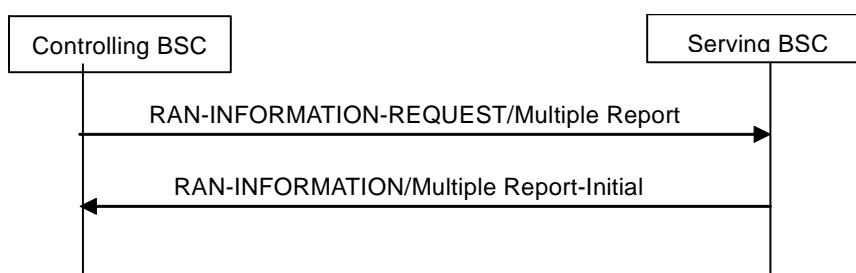 Controlling BSC
Serving BSC
RAN-INFORMATION-REQUEST/Multiple Report
RAN-INFORMATION/Multiple Report-Initial